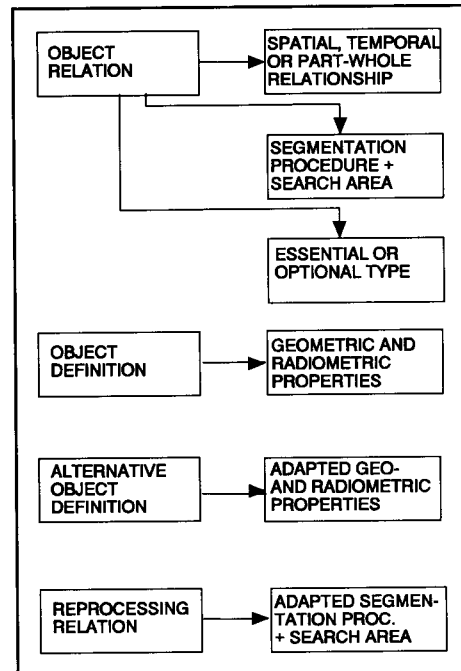 OBJECT
RELATION
SPATIAL, TEMPORAL
OR PART-WHOLE
RELATIONSHIP
SEGMENTATION
PROCEDURE +
SEARCH AREA
ESSENTIAL OR
OPTIONAL TYPE
OBJECT
DEFINITION
GEOMETRIC AND
RADIOMETRIC
PROPERTIES
ALTERNATIVE
OBJECT
DEFINITION
ADAPTED GEO-
AND RADIOMETRIC
PROPERTIES
REPROCESSING
RELATION
ADAPTED SEGMEN-
TATION PROC.
+ SEARCH AREA